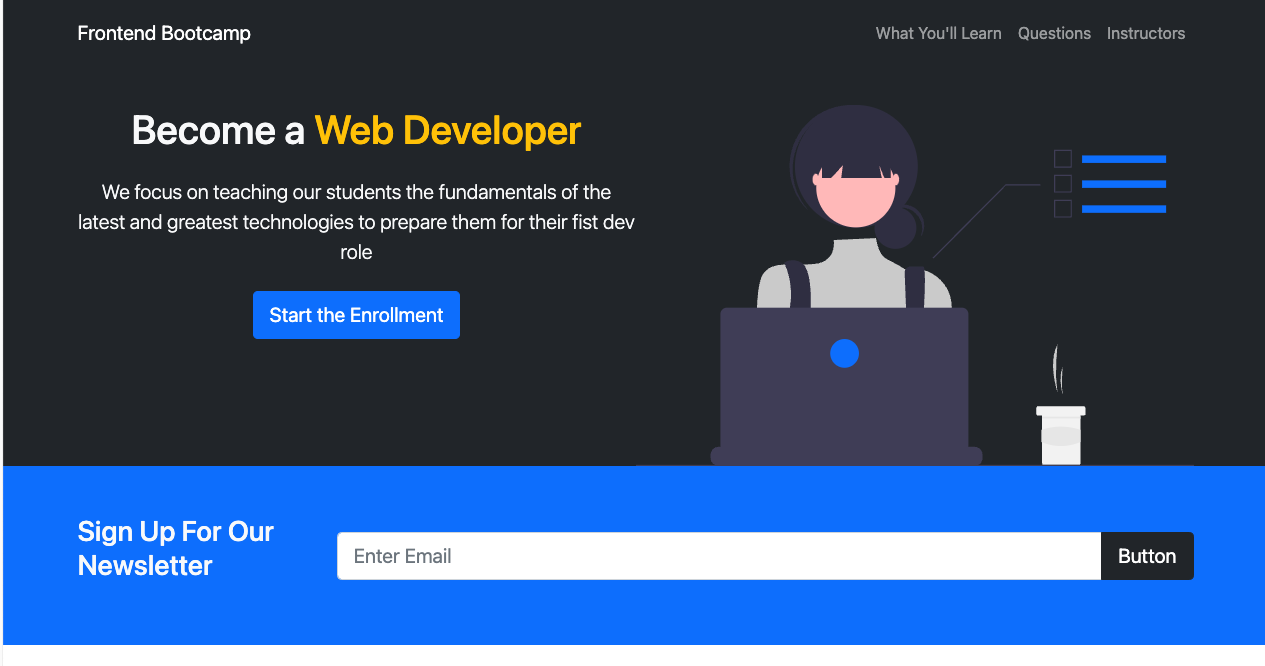 Frontend Bootcamp
What You'll Learn Questions Instructors
Become a Web Developer
We focus on teaching our students the fundamentals of the
latest and greatest technologies to prepare them for their fist dev
role
Start the Enrollment
Sign Up For Our
Newsletter
Enter Email
Button